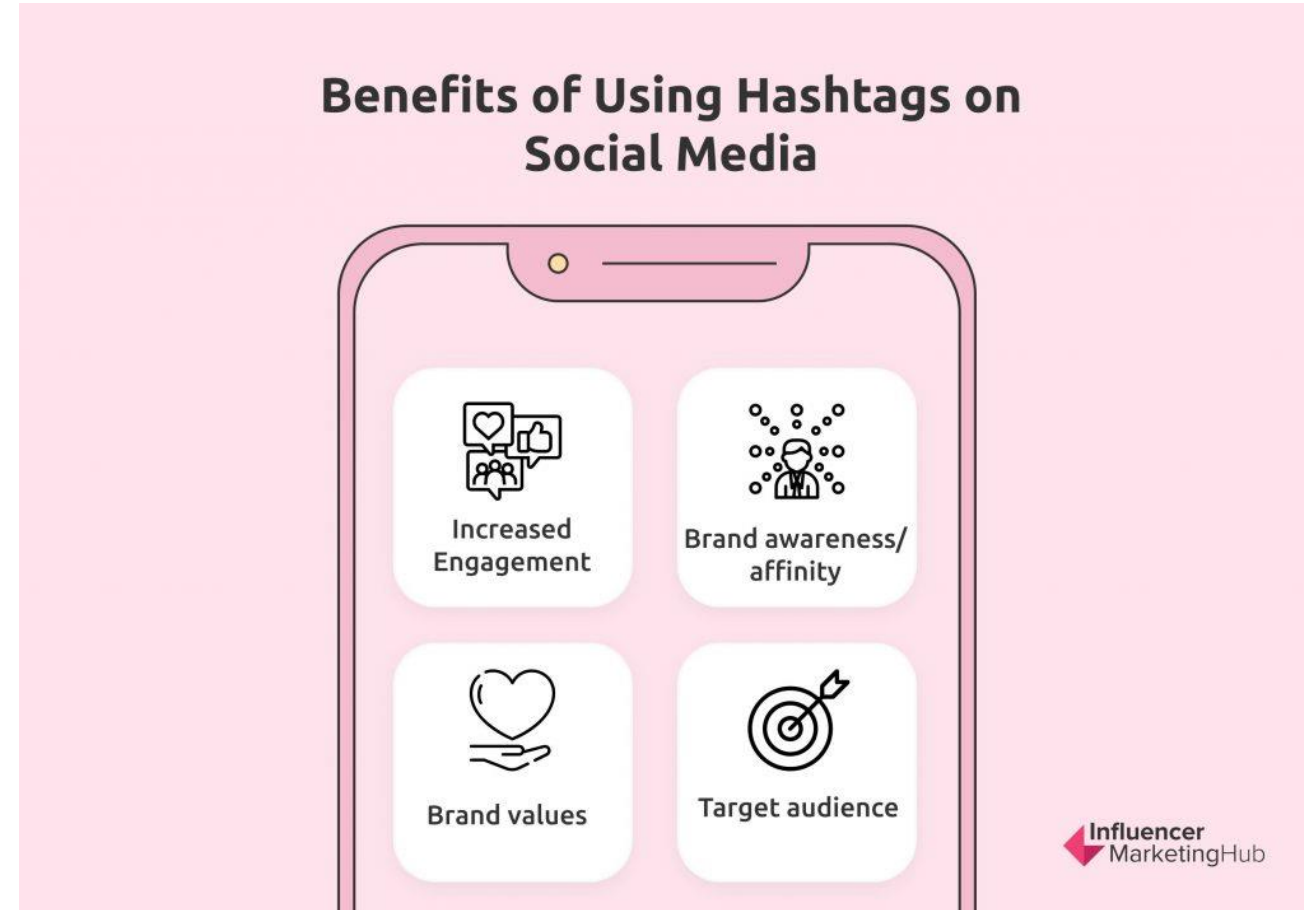 Benefits of Using Hashtags on
Social Media
Increased
Engagement
Brand awareness/
affinity
Brand values
Target audience
Influencer
MarketingHub